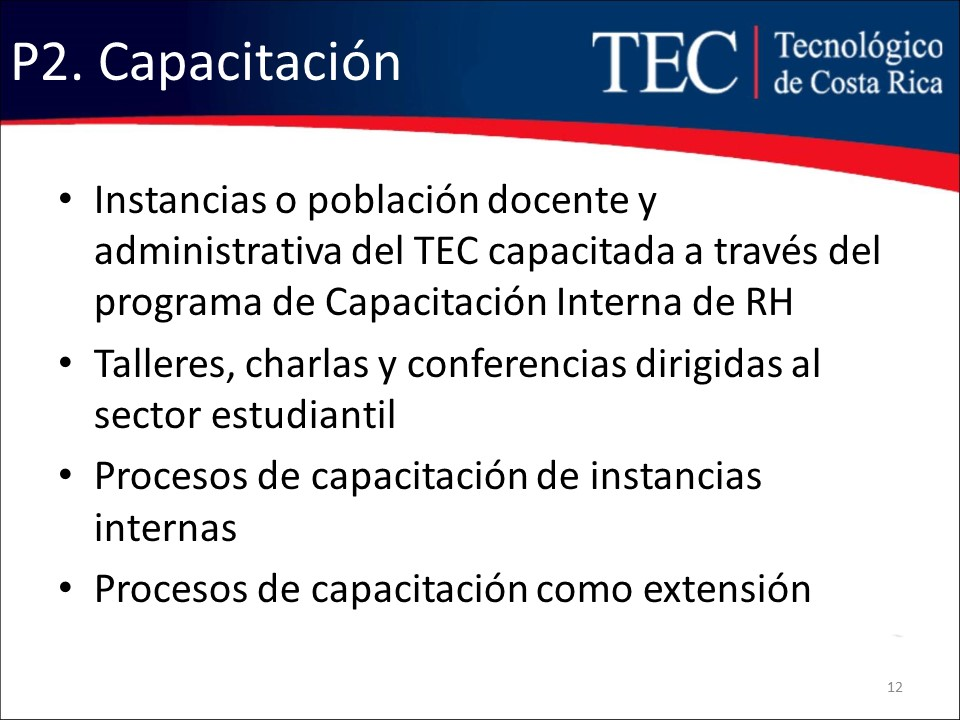 P2. Capacitación
TEC
Tecnológico
de Costa Rica
• Instancias o población docente y
administrativa del TEC capacitada a través del
programa de Capacitación Interna de RH
• Talleres, charlas y conferencias dirigidas al
sector estudiantil
• Procesos de capacitación de instancias
internas
• Procesos de capacitación como extensión
12